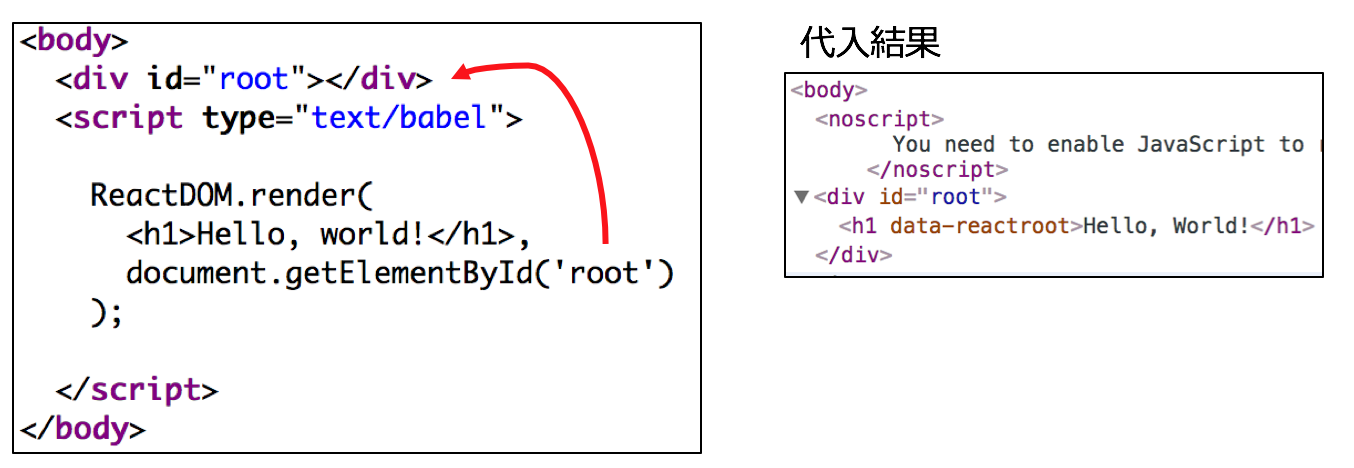 <body>
<div id="root"></div>
<script type="text/babel">
ReactDOM.render(
<h1>Hello, world!</h1>,
document.getElementById('root')
);
</script>
</body>
代入結果
<body>
<noscript>
You need to enable JavaScript to
</noscript>
▼<div id="root">
<h1 data-reactroot>Hello, World!</h1>
</div>